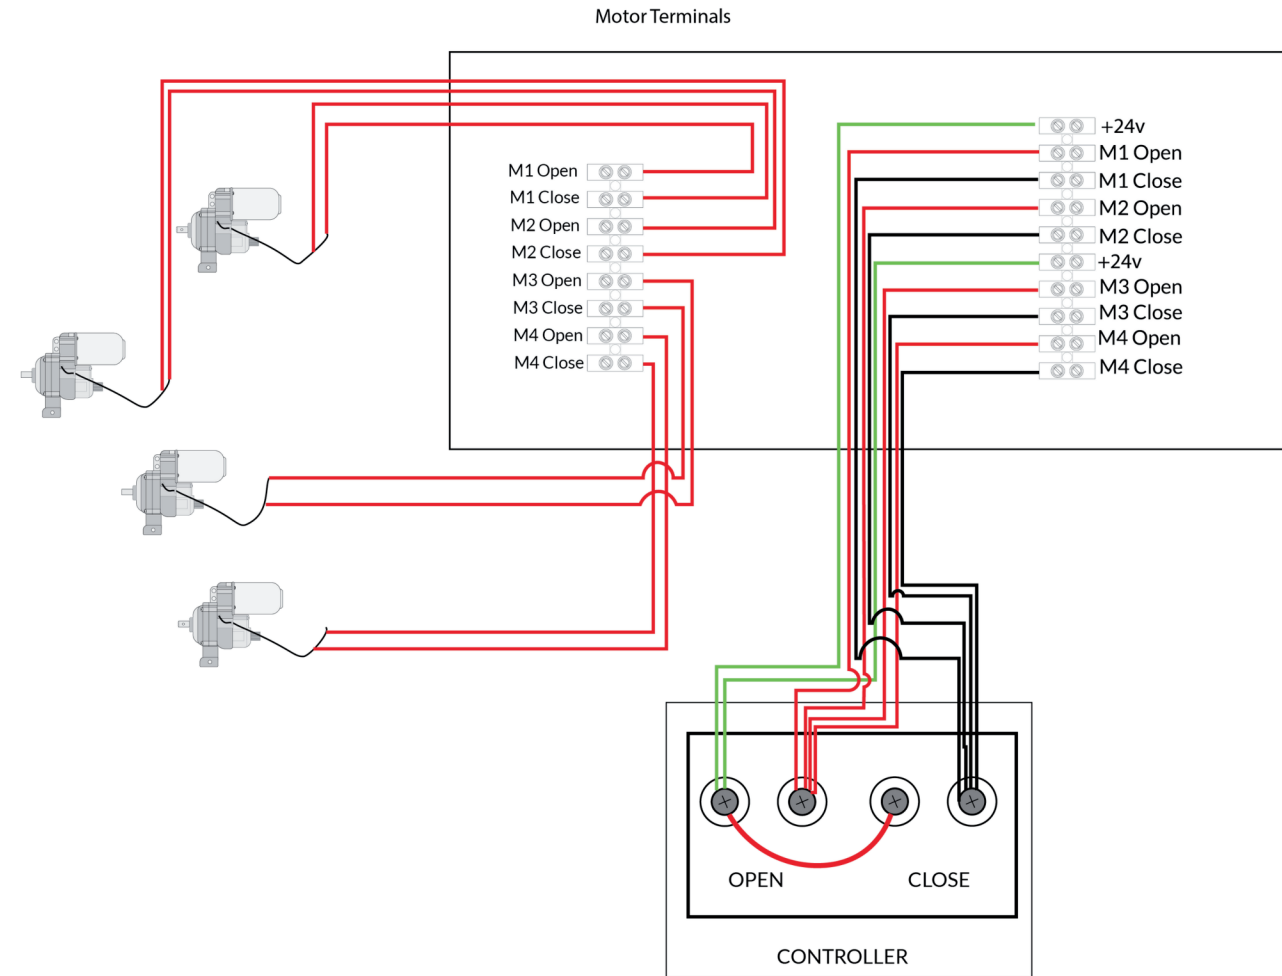 Motor Terminals
M1 Open
M1 Close
M2 Open
M2 Close
M3 Open
M3 Close
M4 Open
M4 Close
+24v
M1 Open
M1 Close
M2 Open
M2 Close
+24v
M3 Open
M3 Close
M4 Open
M4 Close
OPEN
CLOSE
CONTROLLER